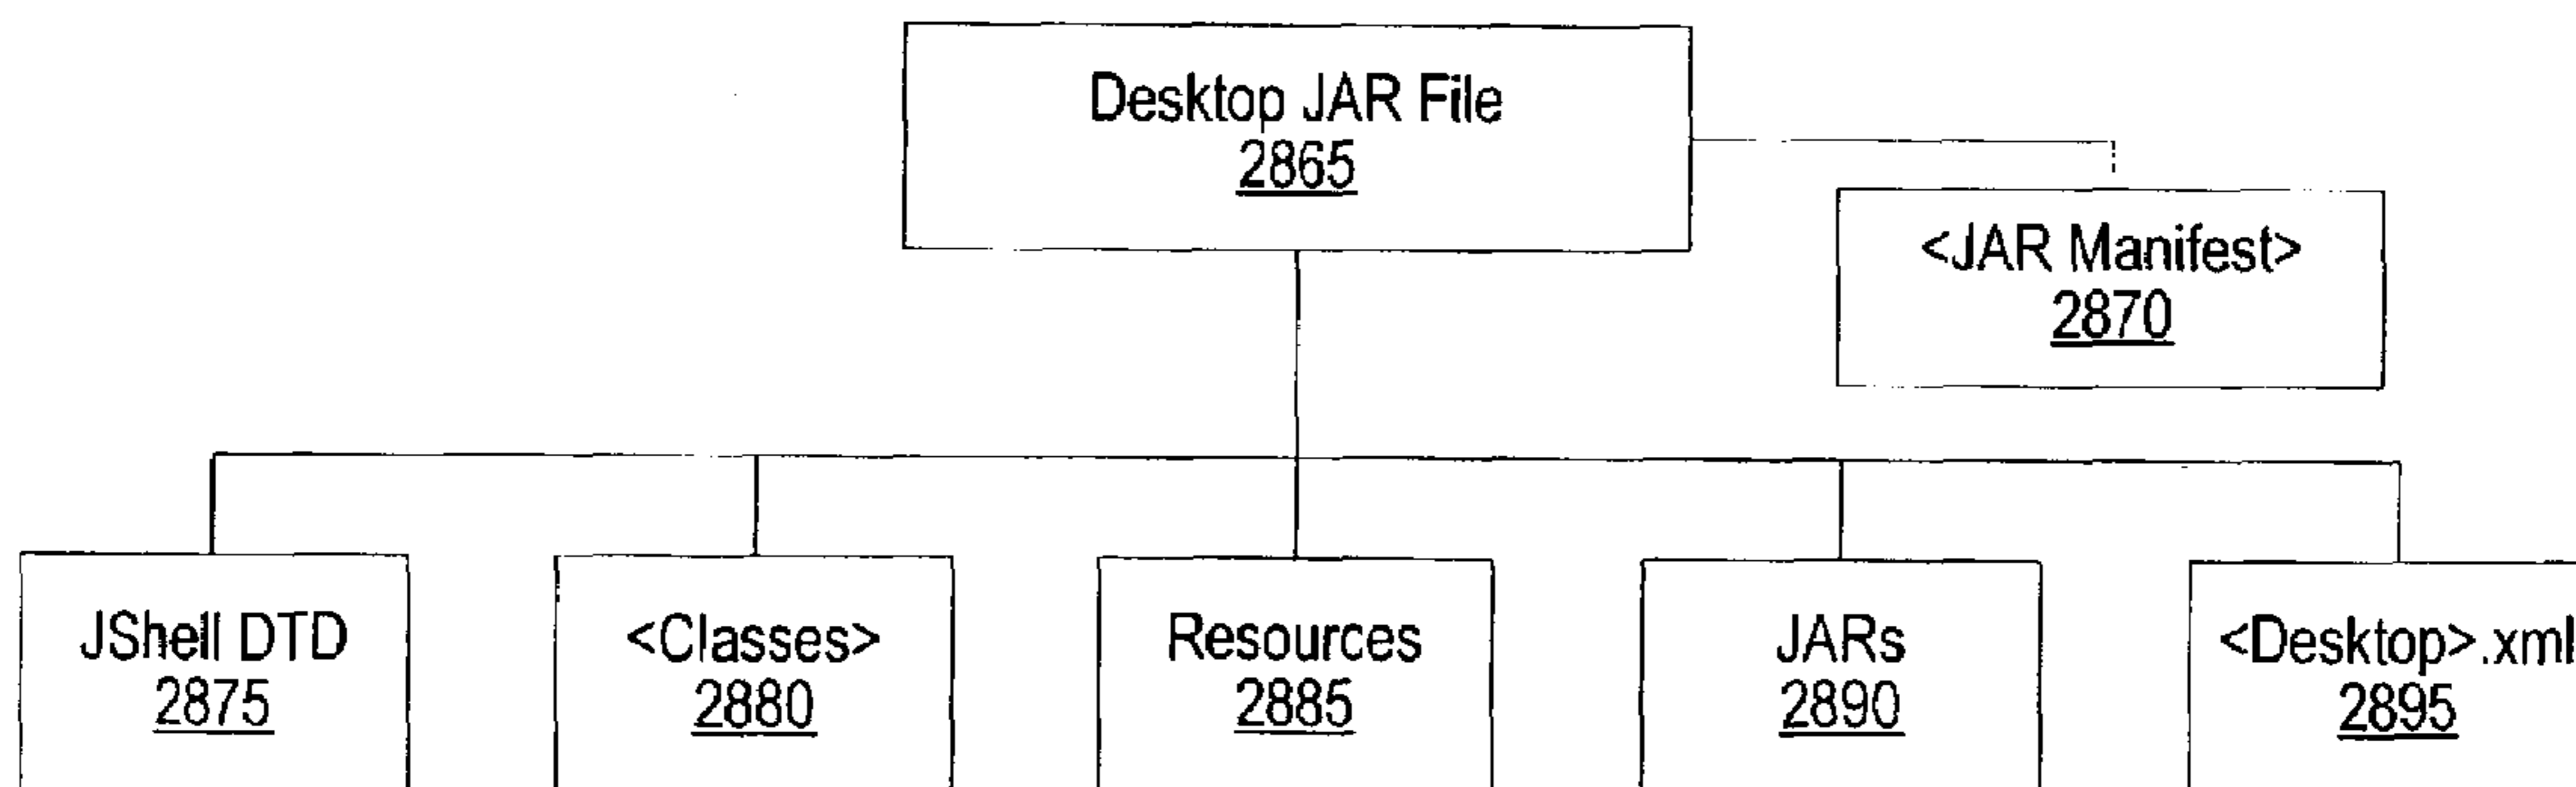 Desktop JAR File
2865
<JAR Manifest>
2870
JShell DTD
2875
<Classes>
2880
Resources
2885
JARs
2890
<Desktop>.xml
2895